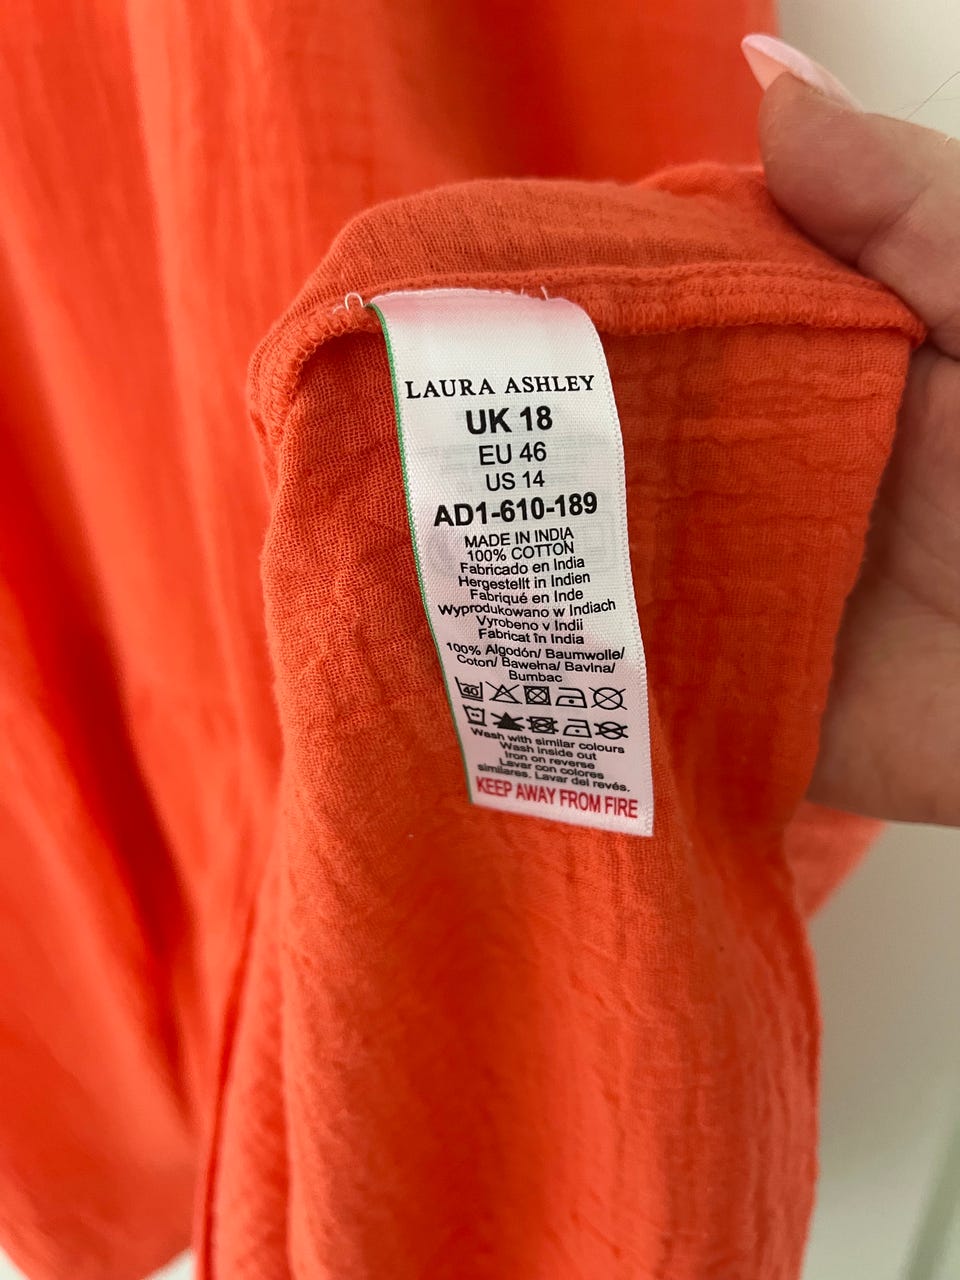 LAURA ASHLEY
UK 18
EU 46
US 14
AD1-610-189
MADE IN INDIA
100% COTTON
Fabricado en India
Hergestellt in Indien
Fabriqué en Inde
Wyprodukowano w Indiach
Vyrobeno v Indii
Fabricat în India
100% Algodón/ Baumwolle/
Coton/ Bawełna/ Bavlna/
Bumbac
40
Wash with similar colours
Wash inside out
Iron on reverse
Lavar con colores
similares. Lavar del revés.
KEEP AWAY FROM FIRE